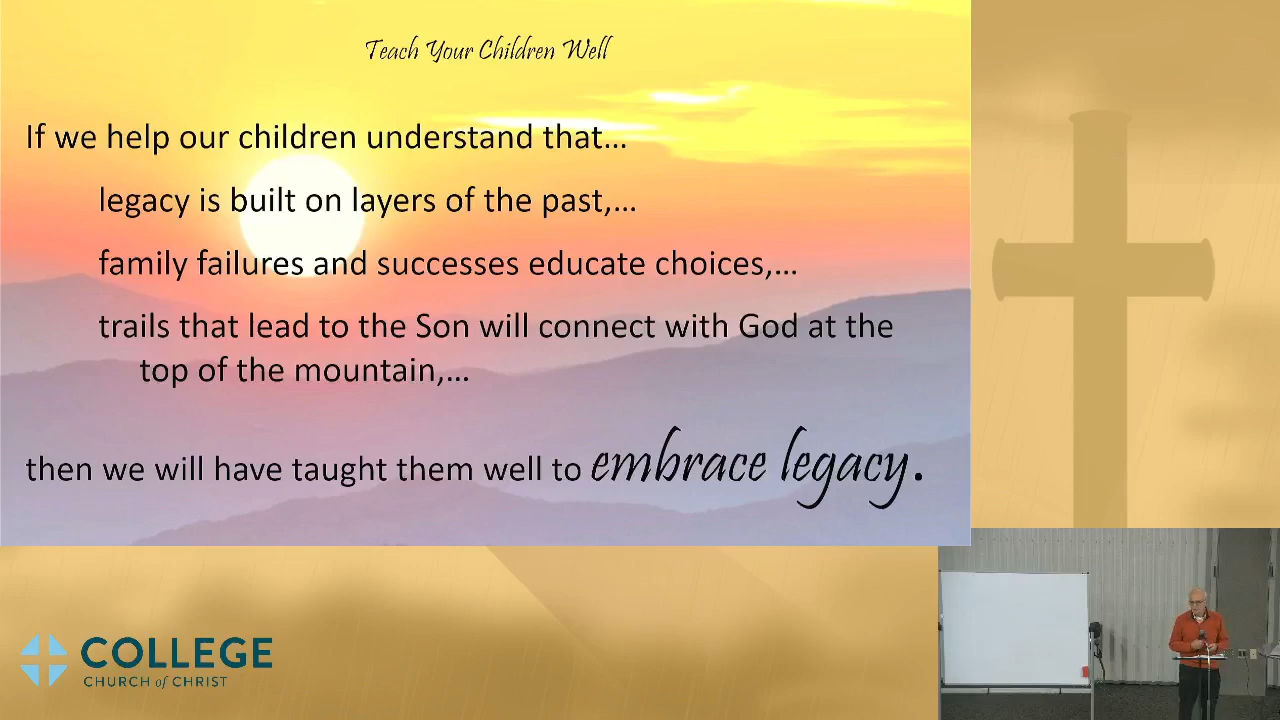 Teach Your Children Well
If we help our children understand that...
legacy is built on layers of the past,...
family failures and successes educate choices,...
trails that lead to the Son will connect with God at the
top of the mountain,...
then we will have taught them well to embrace legacy.
COLLEGE
CHURCH of CHRIST